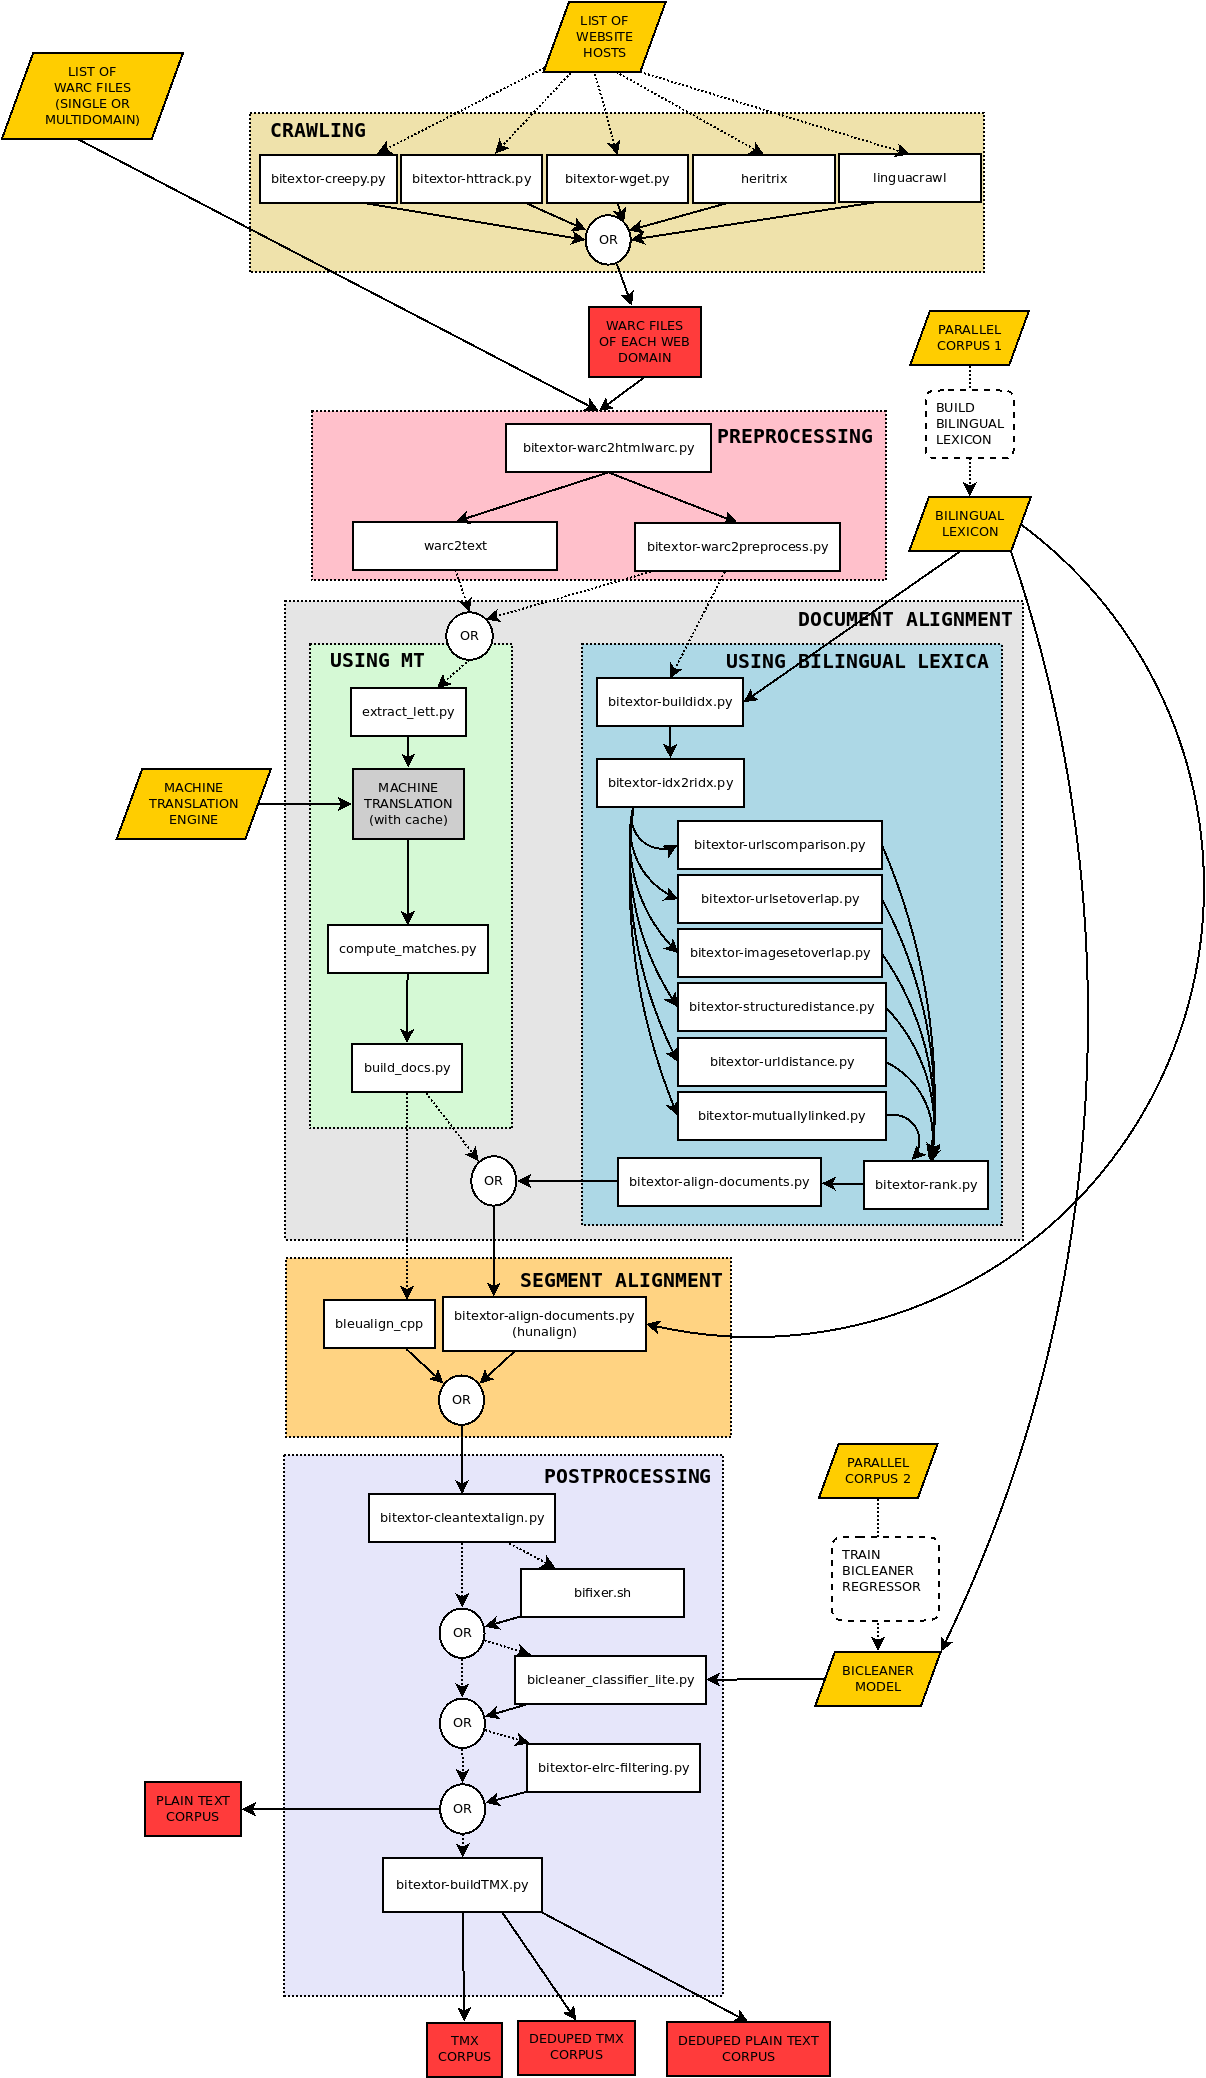 LIST OF
WEBSITE
HOSTS
LIST OF
WARC FILES
(SINGLE OR
MULTIDOMAIN)
CRAWLING
bitextor-creepy.py
bitextor-httrack.py
bitextor-wget.py
heritrix
linguacrawl
OR
WARC FILES
OF EACH WEB
DOMAIN
PARALLEL
CORPUS 1
BUILD
BILINGUAL
LEXICON
BILINGUAL
LEXICON
PREPROCESSING
bitextor-warc2htmlwarc.py
warc2text
bitextor-warc2preprocess.py
DOCUMENT ALIGNMENT
OR
USING MT
extract_lett.py
MACHINE
TRANSLATION
ENGINE
MACHINE
TRANSLATION
(with cache)
compute_matches.py
build_docs.py
USING BILINGUAL LEXICA
bitextor-buildidx.py
bitextor-idx2ridx.py
bitextor-urlscomparison.py
bitextor-urlsetoverlap.py
bitextor-imagesetoverlap.py
bitextor-structuredistance.py
bitextor-urldistance.py
bitextor-mutuallylinked.py
OR
bitextor-align-documents.py
bitextor-rank.py
SEGMENT ALIGNMENT
bleualign_cpp
bitextor-align-documents.py
(hunalign)
OR
POSTPROCESSING
bitextor-cleantextalign.py
bifixer.sh
OR
bicleaner_classifier_lite.py
OR
bitextor-elrc-filtering.py
OR
PARALLEL
CORPUS 2
TRAIN
BICLEANER
REGRESSOR
BICLEANER
MODEL
PLAIN TEXT
CORPUS
bitextor-buildTMX.py
TMX
CORPUS
DEDUPED TMX
CORPUS
DEDUPED PLAIN TEXT
CORPUS